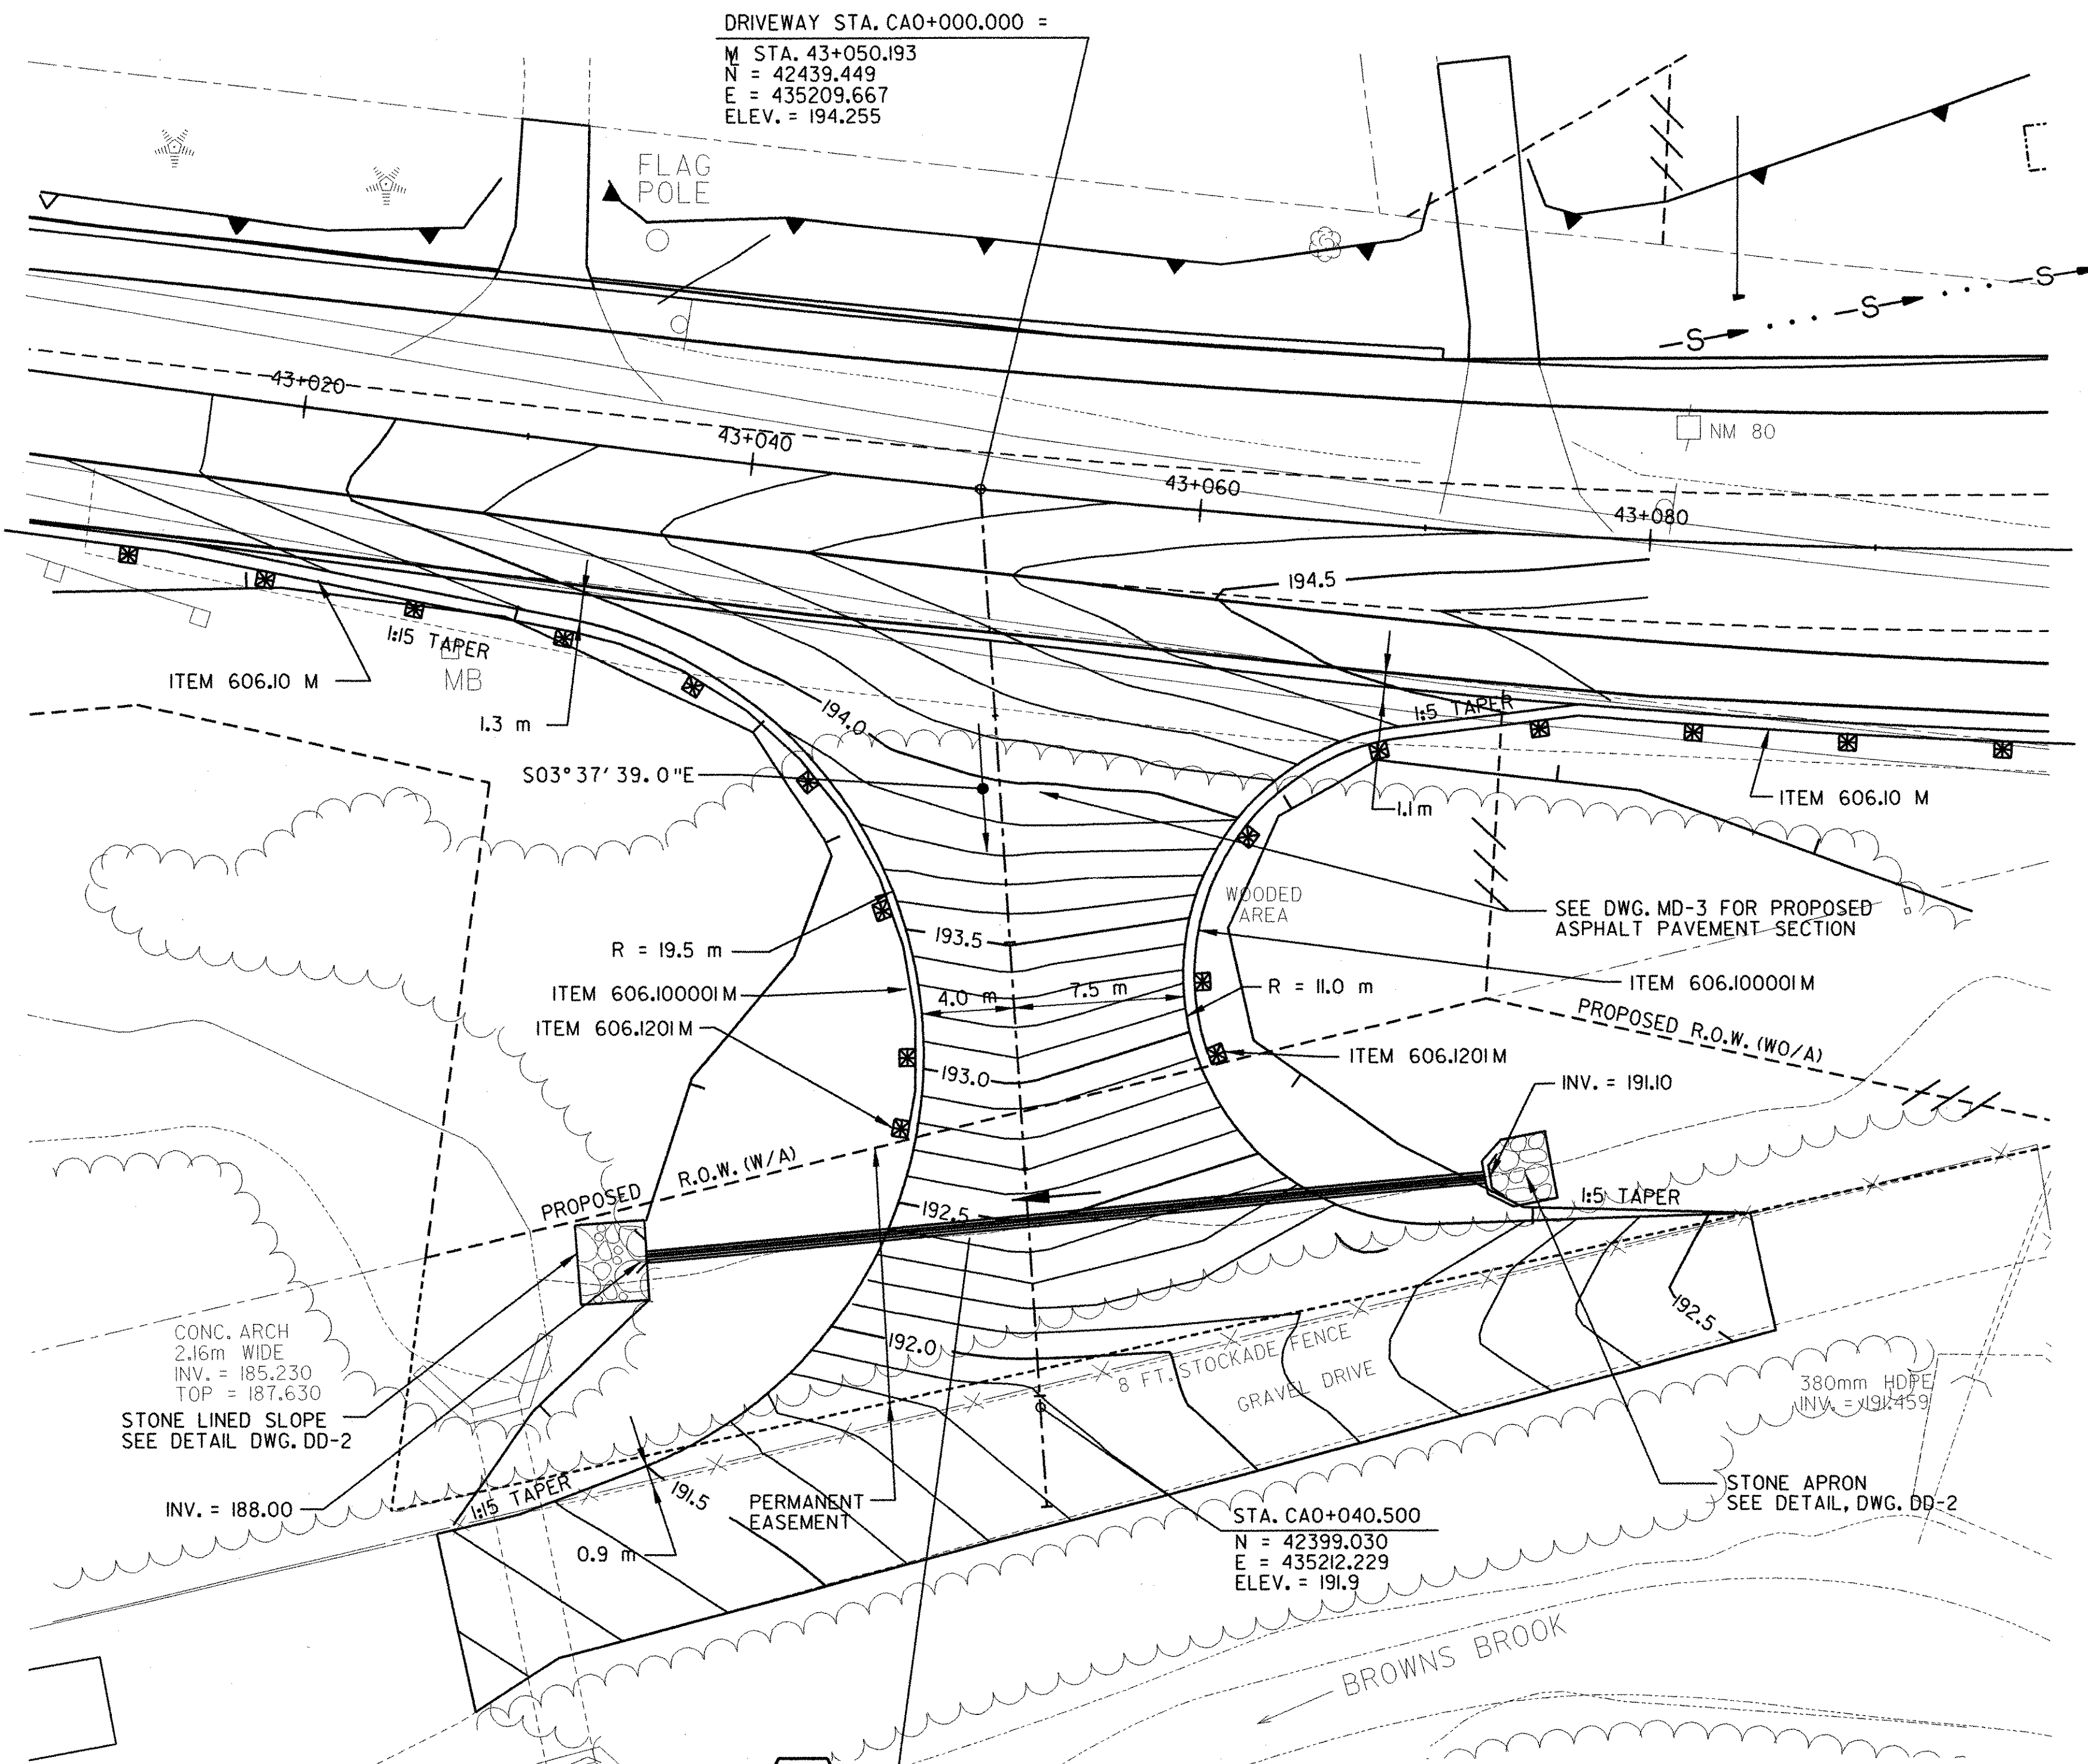 DRIVEWAY STA. CAO+000.000 =
M STA. 43+050.193
N = 42439.449
E = 435209.667
ELEV. = 194.255
FLAG
POLE
S
S
S
43+020
43+040
43+060
43+080
NM 80
194.5
1:15 TAPER
ITEM 606.10 M
MB
1.3 m
194.0
1:5 TAPER
S03°37'39.0"E
1.1 m
ITEM 606.10 M
WOODED
AREA
SEE DWG. MD-3 FOR PROPOSED
ASPHALT PAVEMENT SECTION
193.5
R = 19.5 m
ITEM 606.100001M
4.0 m
7.5 m
R = 11.0 m
ITEM 606.100001M
ITEM 606.1201M
PROPOSED R.O.W. (WO/A)
193.0
ITEM 606.1201M
INV. = 191.10
PROPOSED R.O.W. (W/A)
192.5
1:5 TAPER
CONC. ARCH
2.16m WIDE
INV. = 185.230
TOP = 187.630
STONE LINED SLOPE
SEE DETAIL DWG. DD-2
192.0
192.5
8 FT. STOCKADE FENCE
GRAVEL DRIVE
380mm HDPE
INV. = 191.459
INV. = 188.00
1:15 TAPER
191.5
PERMANENT
EASEMENT
0.9 m
STA. CAO+040.500
N = 42399.030
E = 435212.229
ELEV. = 191.9
STONE APRON
SEE DETAIL, DWG. DD-2
BROWNS BROOK